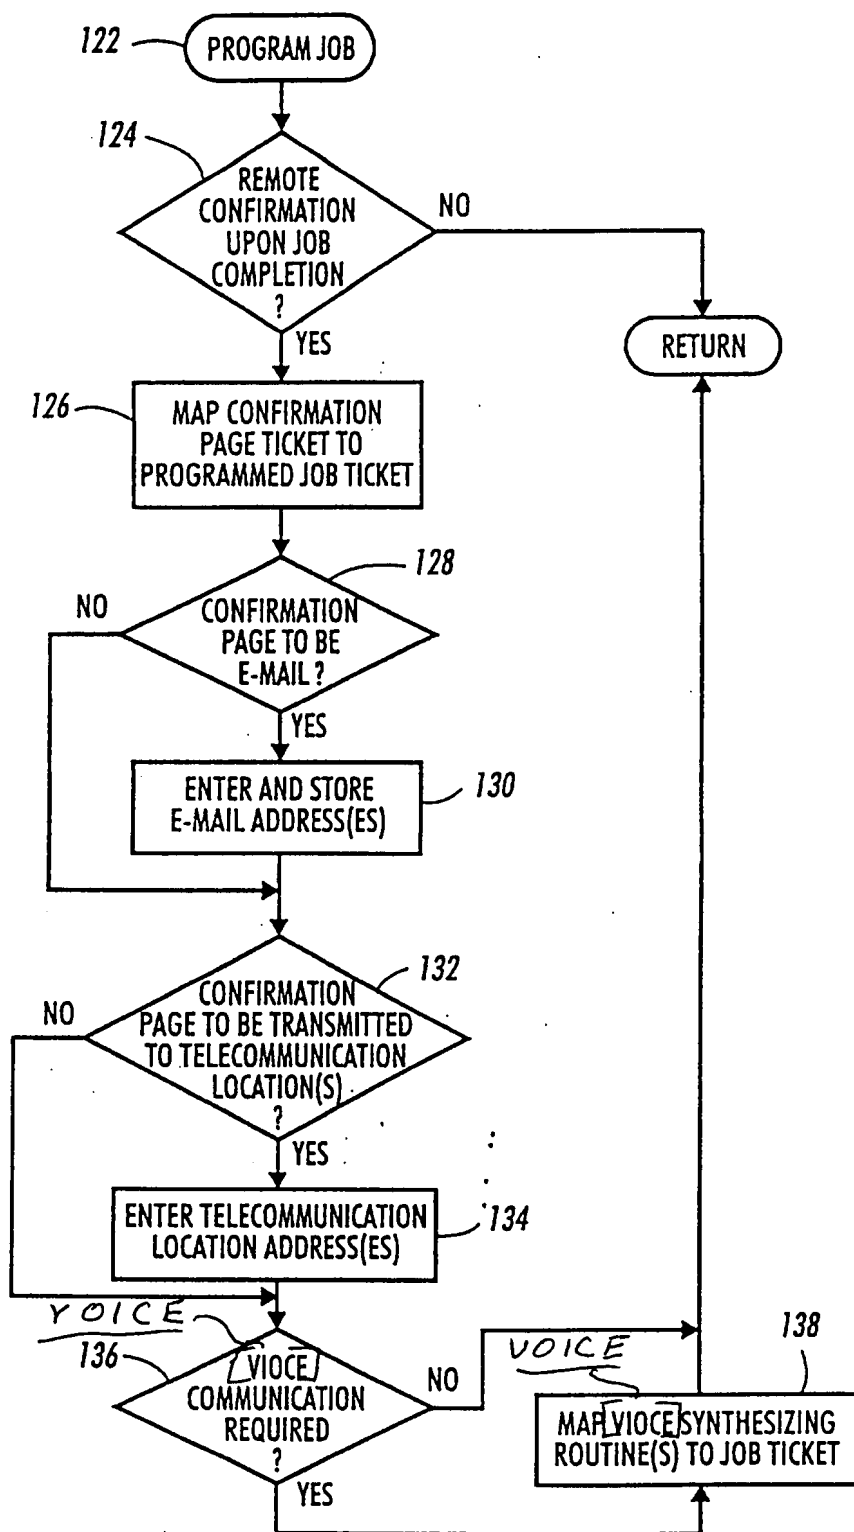 122
PROGRAM JOB
124
REMOTE
CONFIRMATION
UPON JOB
COMPLETION
?
NO
YES
RETURN
126
MAP CONFIRMATION
PAGE TICKET TO
PROGRAMMED JOB TICKET
128
NO
CONFIRMATION
PAGE TO BE
E-MAIL ?
YES
ENTER AND STORE
E-MAIL ADDRESS(ES)
130
132
NO
CONFIRMATION
PAGE TO BE TRANSMITTED
TO TELECOMMUNICATION
LOCATION(S)
?
YES
ENTER TELECOMMUNICATION
LOCATION ADDRESS(ES)
134
VOICE
136
[VIOCE]
COMMUNICATION
REQUIRED
?
NO
YES
VOICE
138
MAP [VIOCE] SYNTHESIZING
ROUTINE(S) TO JOB TICKET